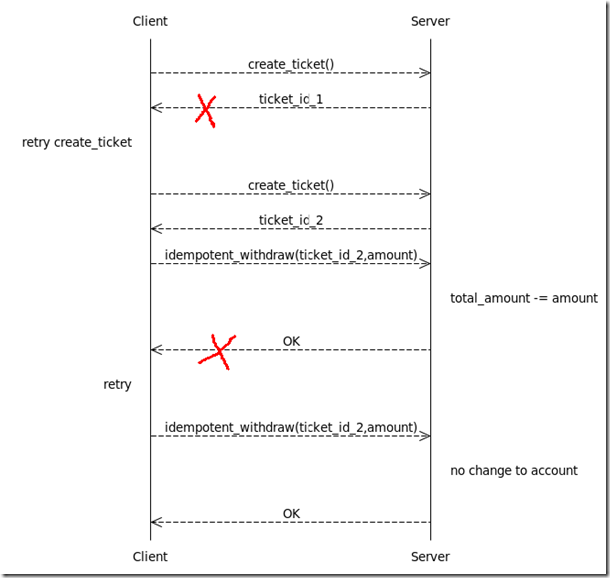 Client Server
create_ticket()
ticket_id_1
retry create_ticket
create_ticket()
ticket_id_2
idempotent_withdraw(ticket_id_2,amount)
total_amount -= amount
OK
retry
idempotent_withdraw(ticket_id_2,amount)
no change to account
OK
Client Server